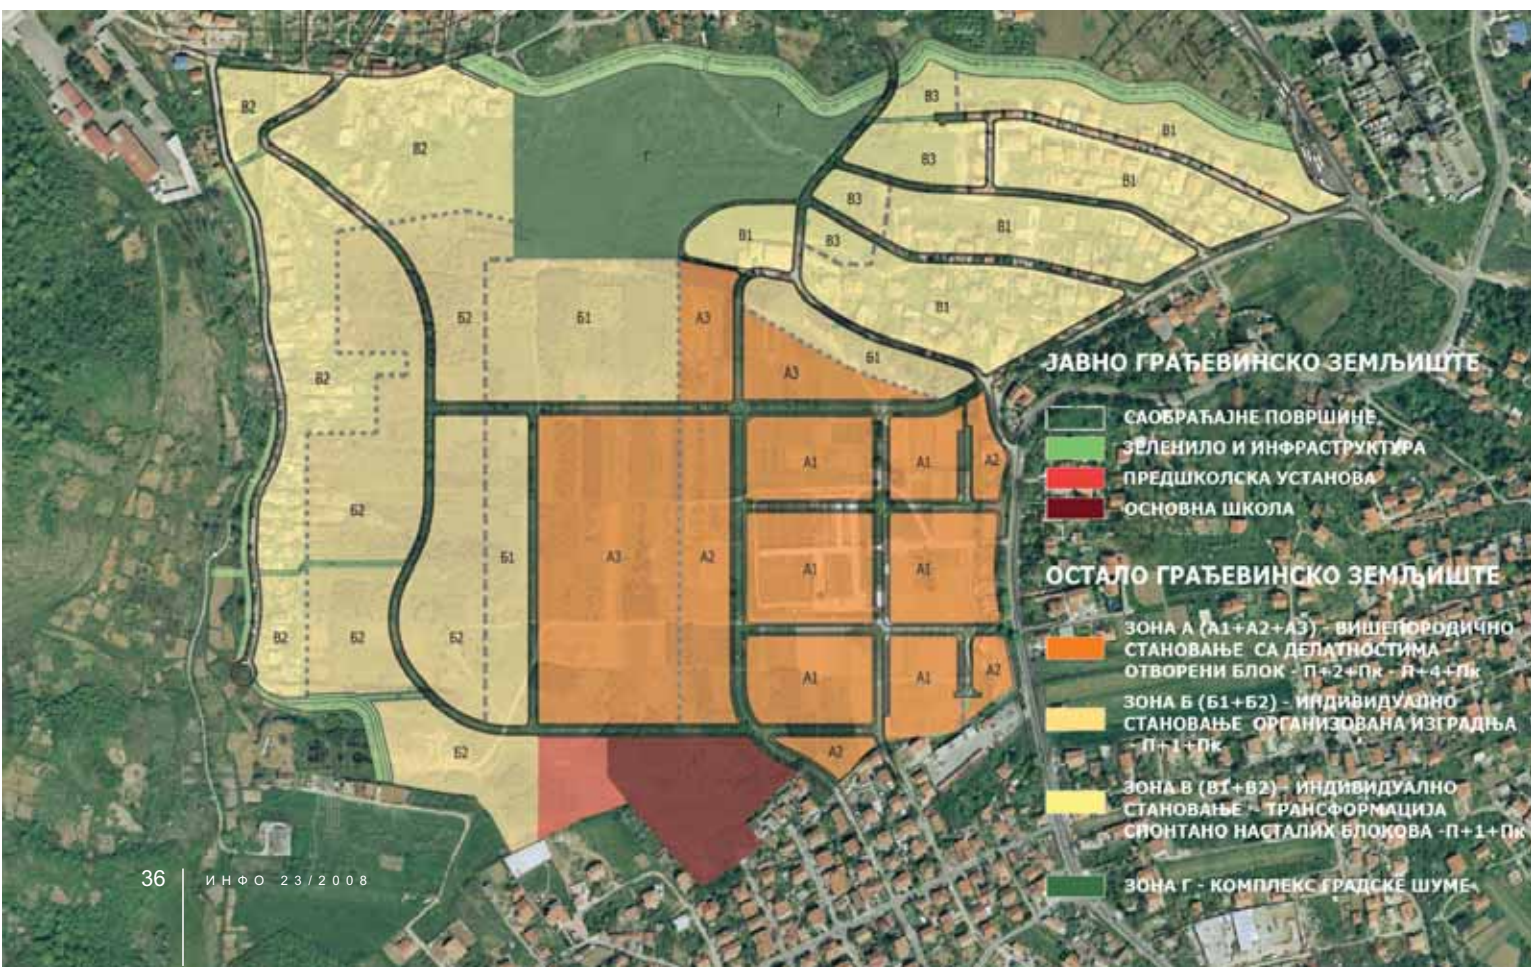 В2
В2
Г
Г
В3
В3
В1
В1
В3
В1
В3
В1
В1
Б2
Б1
А3
Б1
А3
В2
А1
А1
А2
Б2
Б1
А3
А2
А1
А1
В2
Б2
Б2
А1
А1
А2
Б2
А2
ЈАВНО ГРАЂЕВИНСКО ЗЕМЉИШТЕ
САОБРАЋАЈНЕ ПОВРШИНЕ
ЗЕЛЕНИЛО И ИНФРАСТРУКТУРА
ПРЕДШКОЛСКА УСТАНОВА
ОСНОВНА ШКОЛА
ОСТАЛО ГРАЂЕВИНСКО ЗЕМЉИШТЕ
ЗОНА А (А1+А2+А3) - ВИШЕПОРОДИЧНО
СТАНОВАЊЕ СА ДЕЛАТНОСТИМА -
ОТВОРЕНИ БЛОК - П+2+Пк - П+4+Пк
ЗОНА Б (Б1+Б2) - ИНДИВИДУАЛНО
СТАНОВАЊЕ ОРГАНИЗОВАНА ИЗГРАДЊА
- П+1+Пк
ЗОНА В (В1+В2) - ИНДИВИДУАЛНО
СТАНОВАЊЕ - ТРАНСФОРМАЦИЈА
СПОНТАНО НАСТАЛИХ БЛОКОВА -П+1+Пк
ЗОНА Г - КОМПЛЕКС ГРАДСКЕ ШУМЕ
36
ИНФО 23/2008